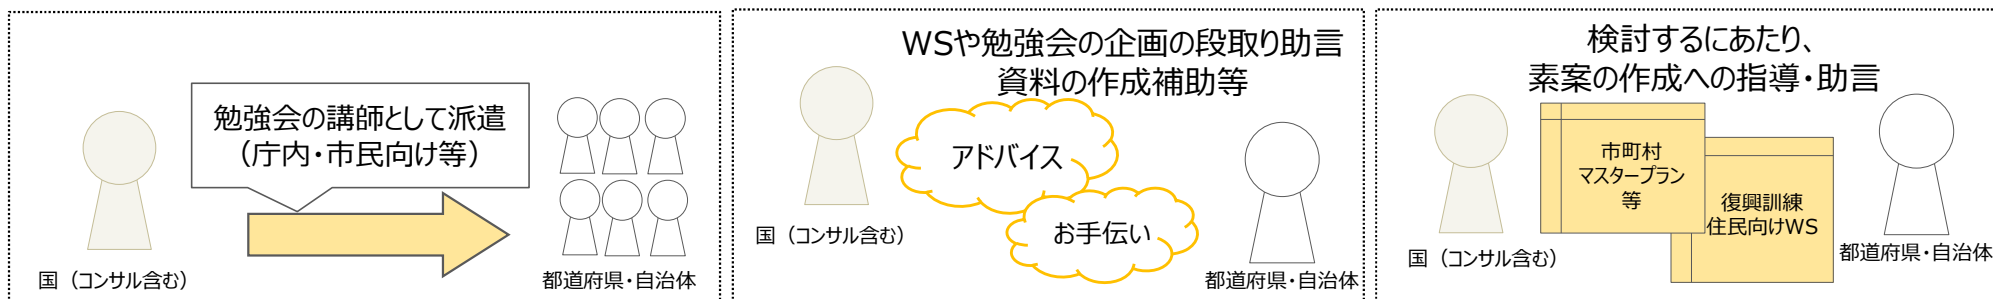 勉強会の講師として派遣
（庁内・市民向け等）
国（コンサル含む）
都道府県・自治体
WSや勉強会の企画の段取り助言
資料の作成補助等
アドバイス
お手伝い
国（コンサル含む）
都道府県・自治体
検討するにあたり、
素案の作成への指導・助言
市町村
マスタープラン
等
復興訓練
住民向けWS
国（コンサル含む）
都道府県・自治体